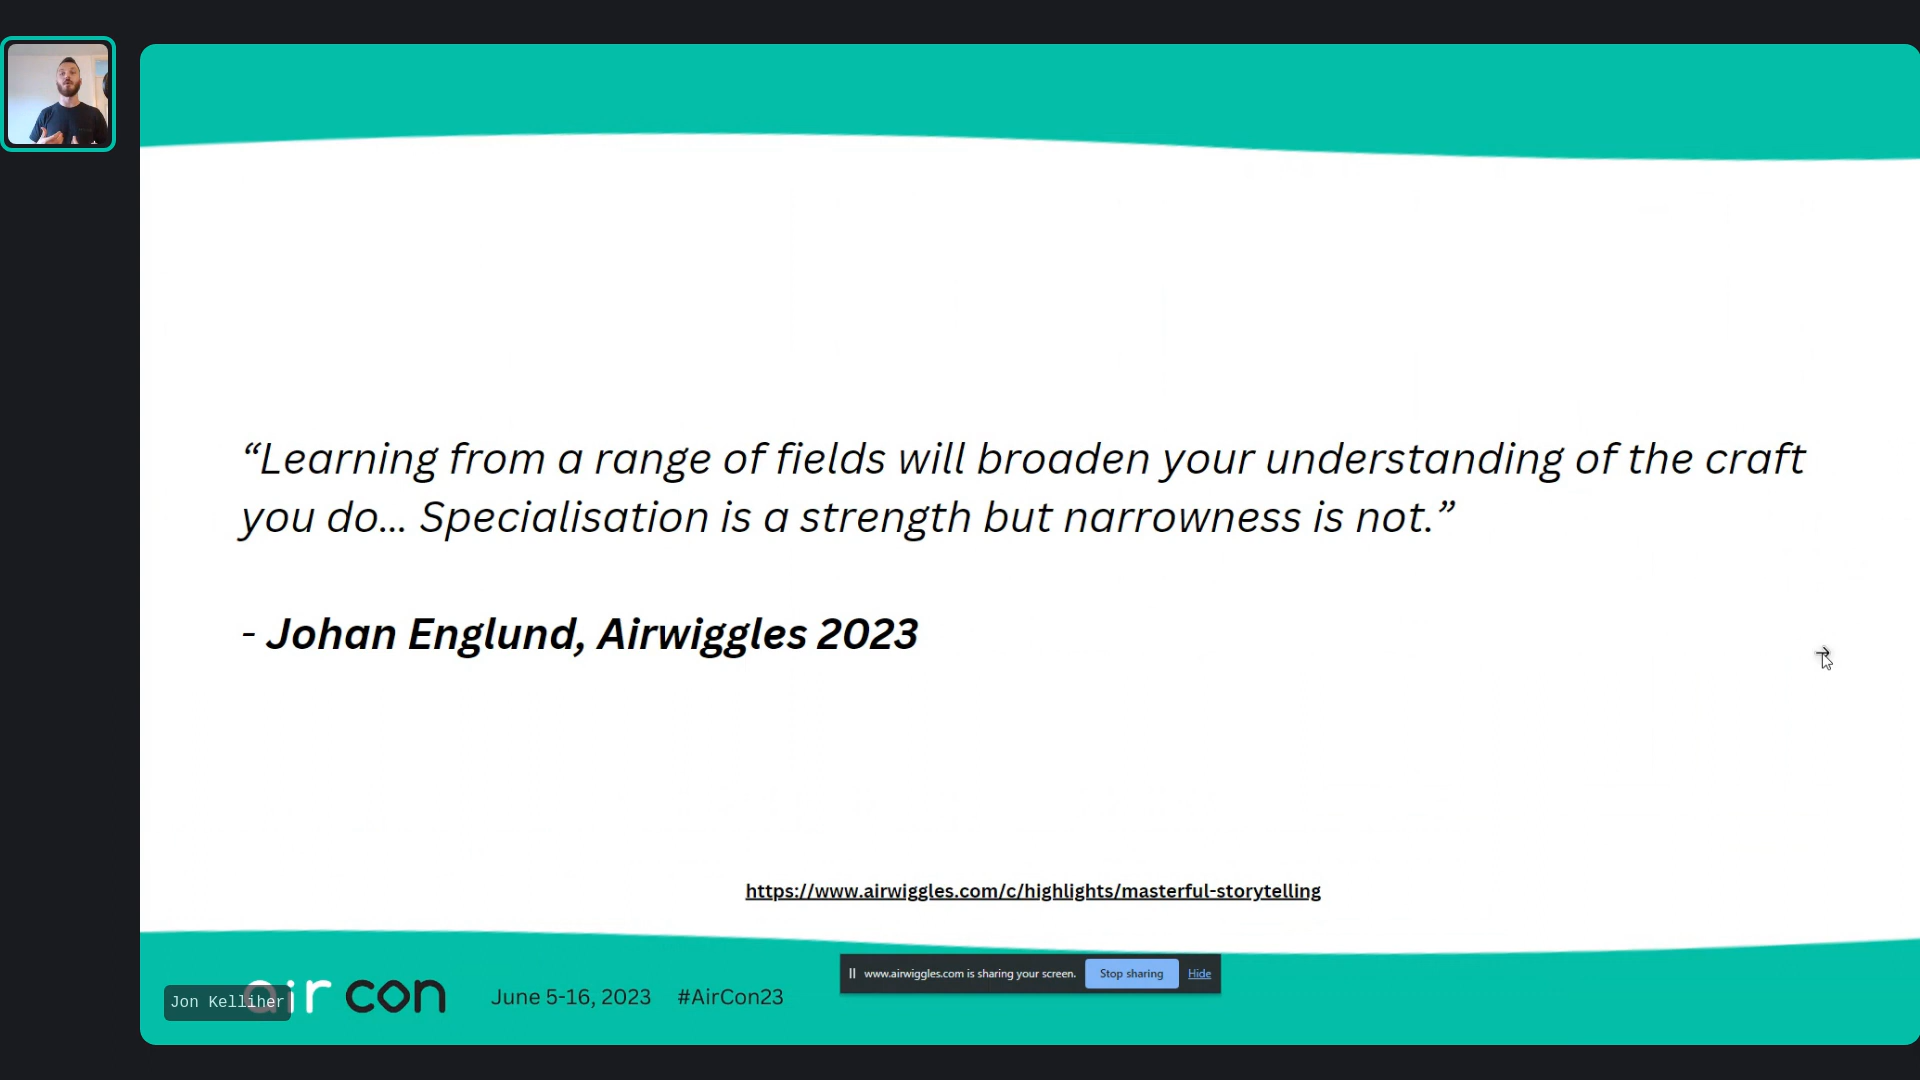 “Learning from a range of fields will broaden your understanding of the craft
you do... Specialisation is a strength but narrowness is not.”
- Johan Englund, Airwiggles 2023
https://www.airwiggles.com/c/highlights/masterful-storytelling
www.airwiggles.com is sharing your screen. Stop sharing Hide
Jon Kelliher
air con June 5-16, 2023 #AirCon23